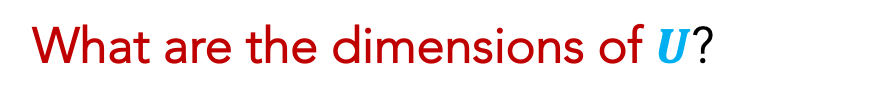 What are the dimensions of U?